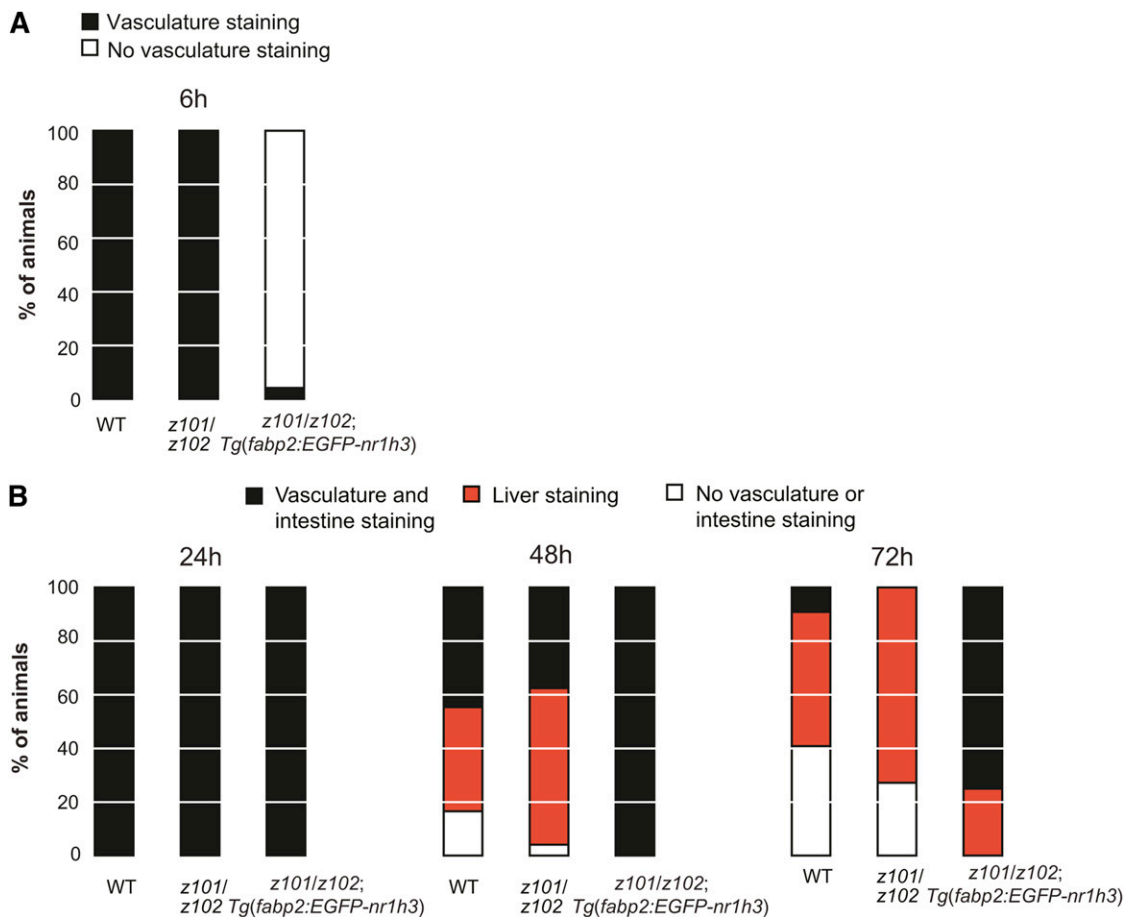 A
Vasculature staining
No vasculature staining
6h
% of animals
100
80
60
40
20
0
WT
z101/
z102
z101/z102;
Tg(fabp2:EGFP-nr1h3)
B
Vasculature and
intestine staining
Liver staining
No vasculature or
intestine staining
24h
48h
72h
% of animals
100
80
60
40
20
0
WT
z101/
z102
z101/z102;
Tg(fabp2:EGFP-nr1h3)
WT
z101/
z102
z101/z102;
Tg(fabp2:EGFP-nr1h3)
WT
z101/
z102
z101/z102;
Tg(fabp2:EGFP-nr1h3)